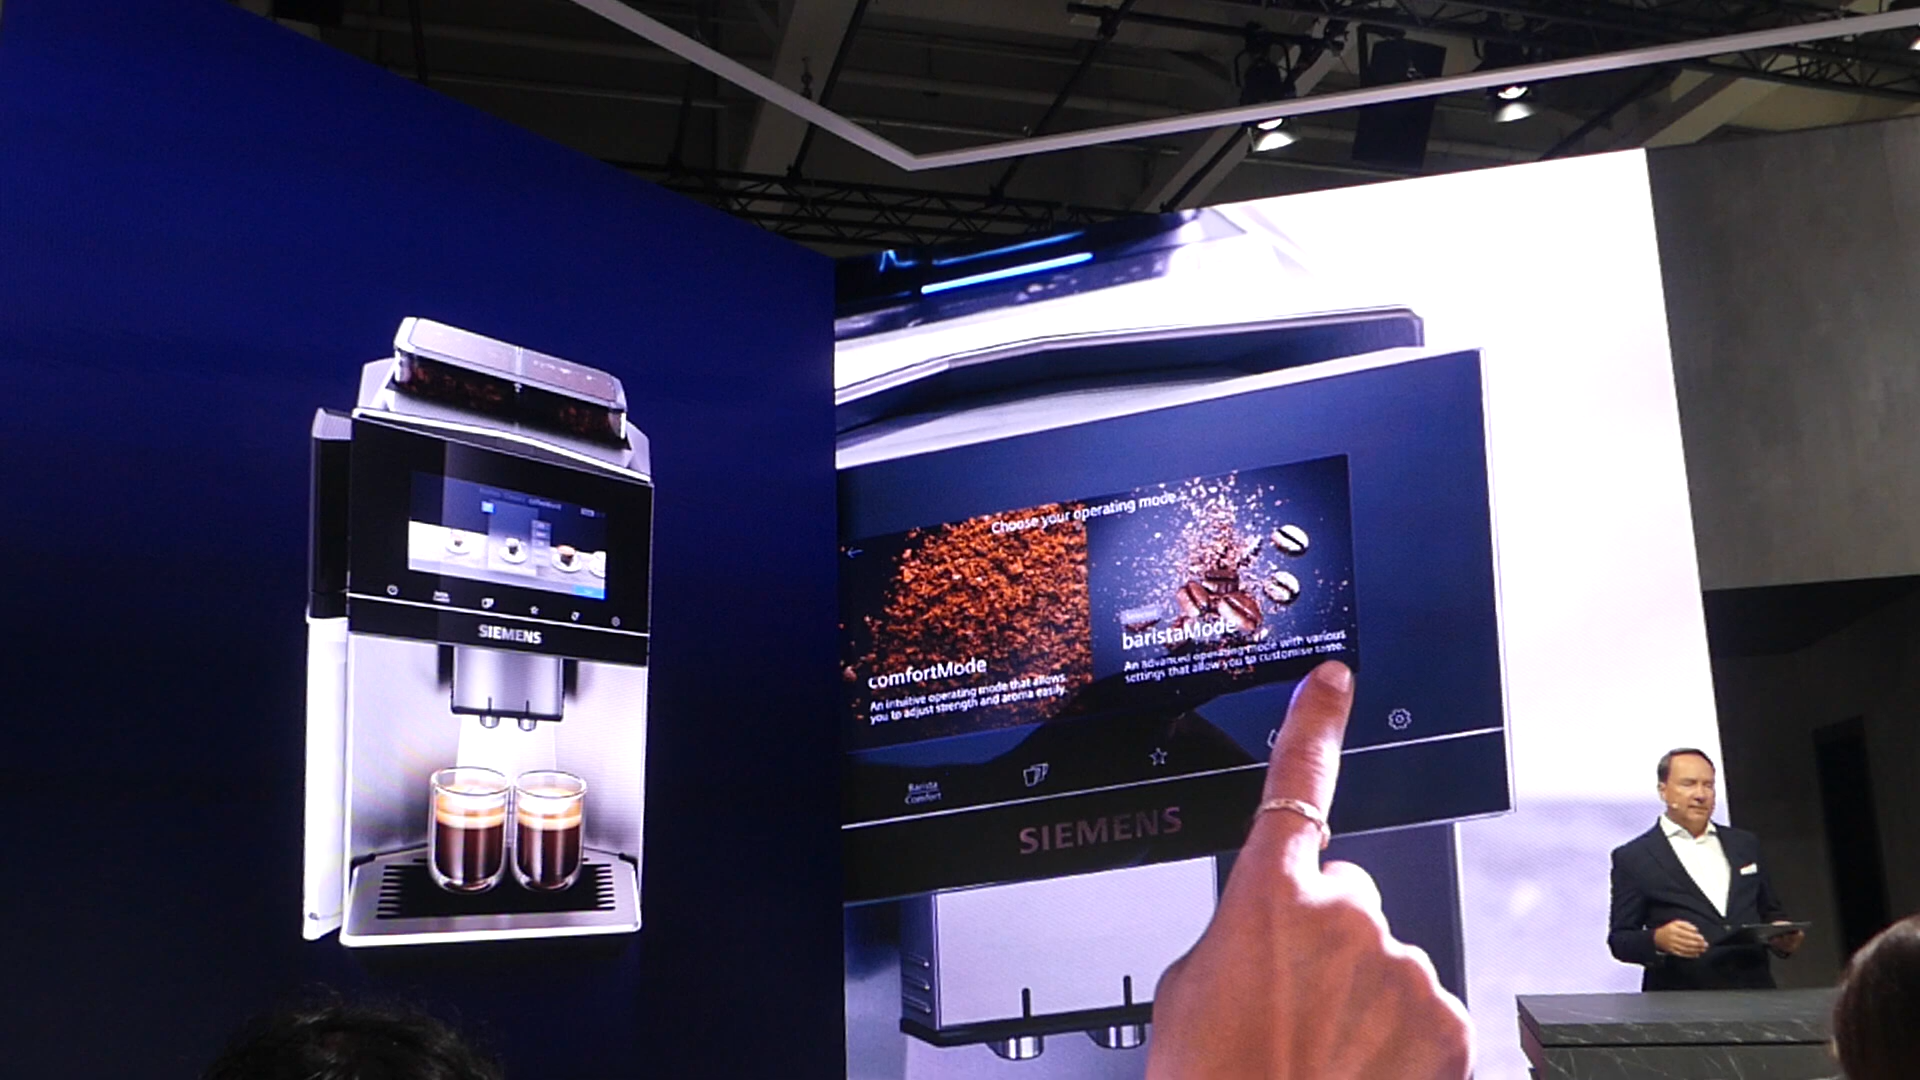 SIEMENS
Choose your operating mode
comfortMode
An intuitive operating mode that allows
you to adjust strength and aroma easily.
baristaMode
An advanced operating mode with various
settings that allow you to customise taste.
Barista
Comfort
SIEMENS